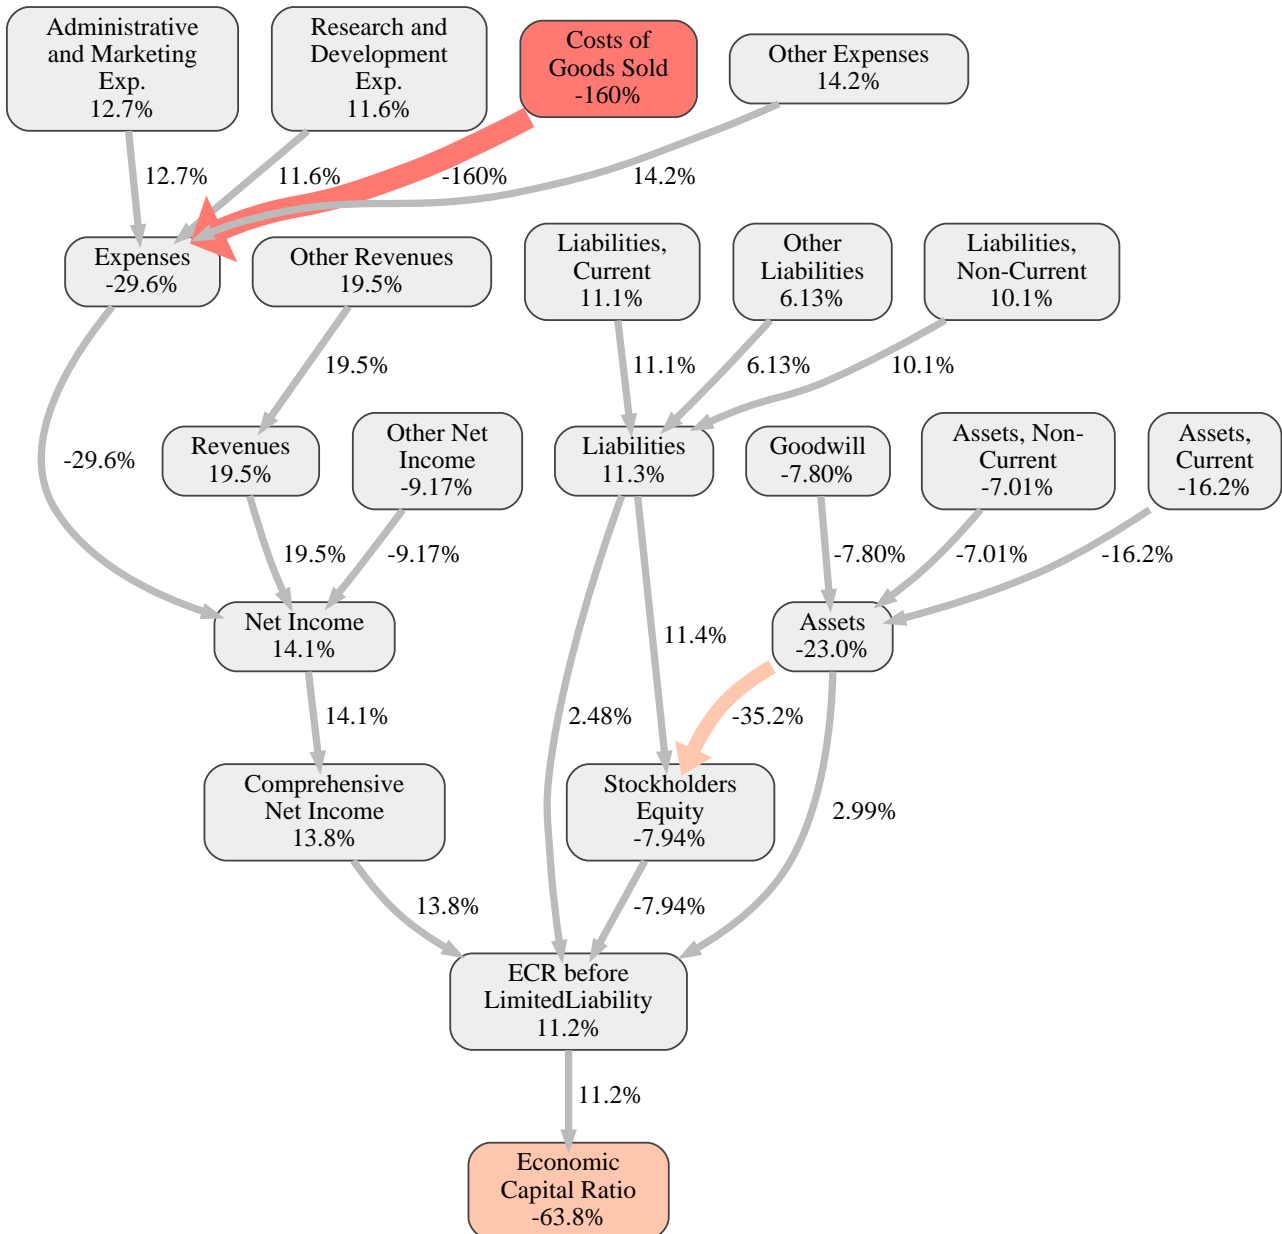 Administrative
and Marketing
Exp.
12.7%
Research and
Development
Exp.
11.6%
Costs of
Goods Sold
-160%
Other Expenses
14.2%
12.7%
11.6%
-160%
14.2%
Expenses
-29.6%
Other Revenues
19.5%
Liabilities,
Current
11.1%
Other
Liabilities
6.13%
Liabilities,
Non-Current
10.1%
19.5%
11.1%
6.13%
10.1%
-29.6%
Revenues
19.5%
Other Net
Income
-9.17%
Liabilities
11.3%
Goodwill
-7.80%
Assets, Non-
Current
-7.01%
Assets,
Current
-16.2%
19.5%
-9.17%
-7.80%
-7.01%
-16.2%
Net Income
14.1%
11.4%
Assets
-23.0%
14.1%
2.48%
-35.2%
Comprehensive
Net Income
13.8%
Stockholders
Equity
-7.94%
2.99%
13.8%
-7.94%
ECR before
LimitedLiability
11.2%
11.2%
Economic
Capital Ratio
-63.8%